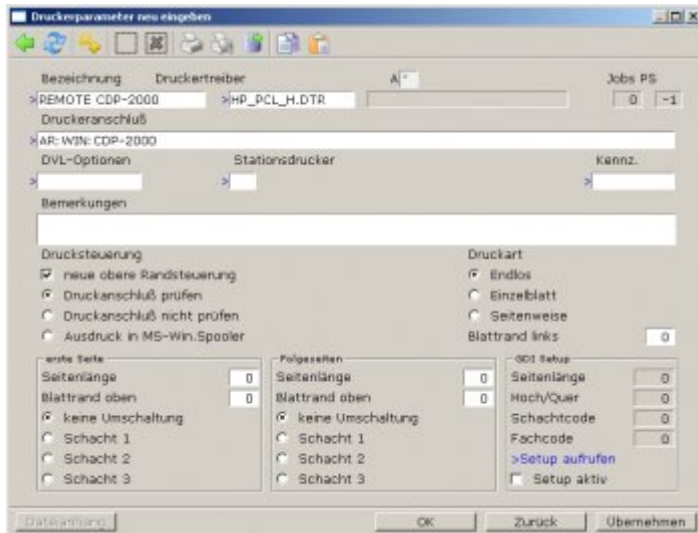 Druckerparameter neu eingeben
Bezeichnung Druckertreiber A * Jobs PS
>REMOTE CDP-2000 >HP_PCL_H.DTR 0 -1
Druckeranschluß
>AR: WIN: CDP-2000
DVL-Optionen Stationsdrucker Kennz.
> > >
Bemerkungen
Drucksteuerung Druckart
neue obere Randsteuerung Endlos
Druckanschluß prüfen Einzelblatt
Druckanschluß nicht prüfen Seitenweise
Ausdruck in MS-Win.Spooler Blattrand links 0
erste Seite Folgeseiten GDI Setup
Seitenlänge 0 Seitenlänge 0 Seitenlänge 0
Blattrand oben 0 Blattrand oben 0 Hoch/Quer 0
keine Umschaltung keine Umschaltung Schachtcode 0
Schacht 1 Schacht 1 Fachcode 0
Schacht 2 Schacht 2 >Setup aufrufen
Schacht 3 Schacht 3 Setup aktiv
Dateianhang OK Zurück Übernehmen